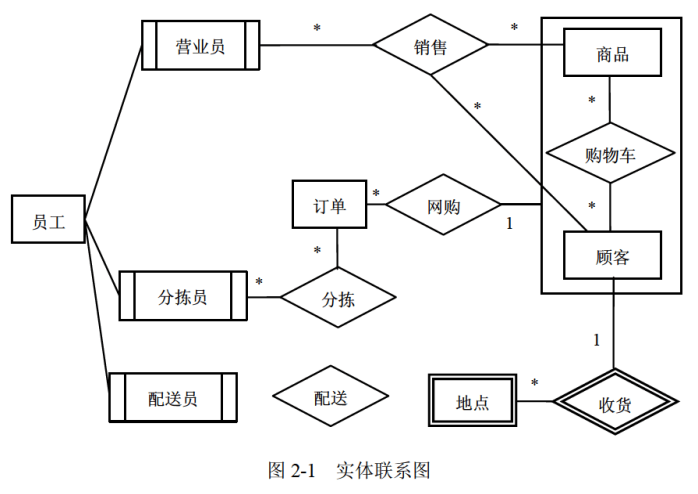 * *
营业员 销售 商品
* *
购物车
员工 订单 * 网购 *
1
* 顾客
分拣员 * 分拣
1
配送员 配送 地点 * 收货
图 2-1 实体联系图